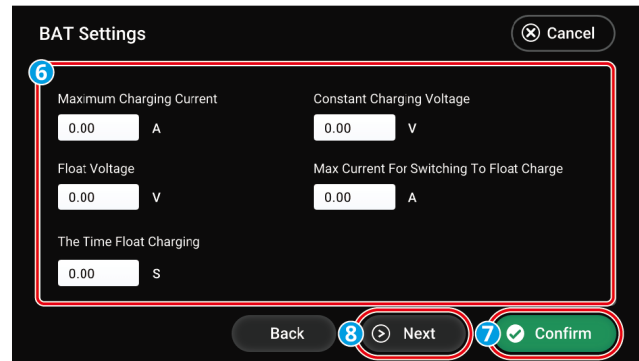 BAT Settings
Cancel
6
Maximum Charging Current
0.00 A
Constant Charging Voltage
0.00 V
Float Voltage
0.00 V
Max Current For Switching To Float Charge
0.00 A
The Time Float Charging
0.00 S
Back
8 Next
7 Confirm